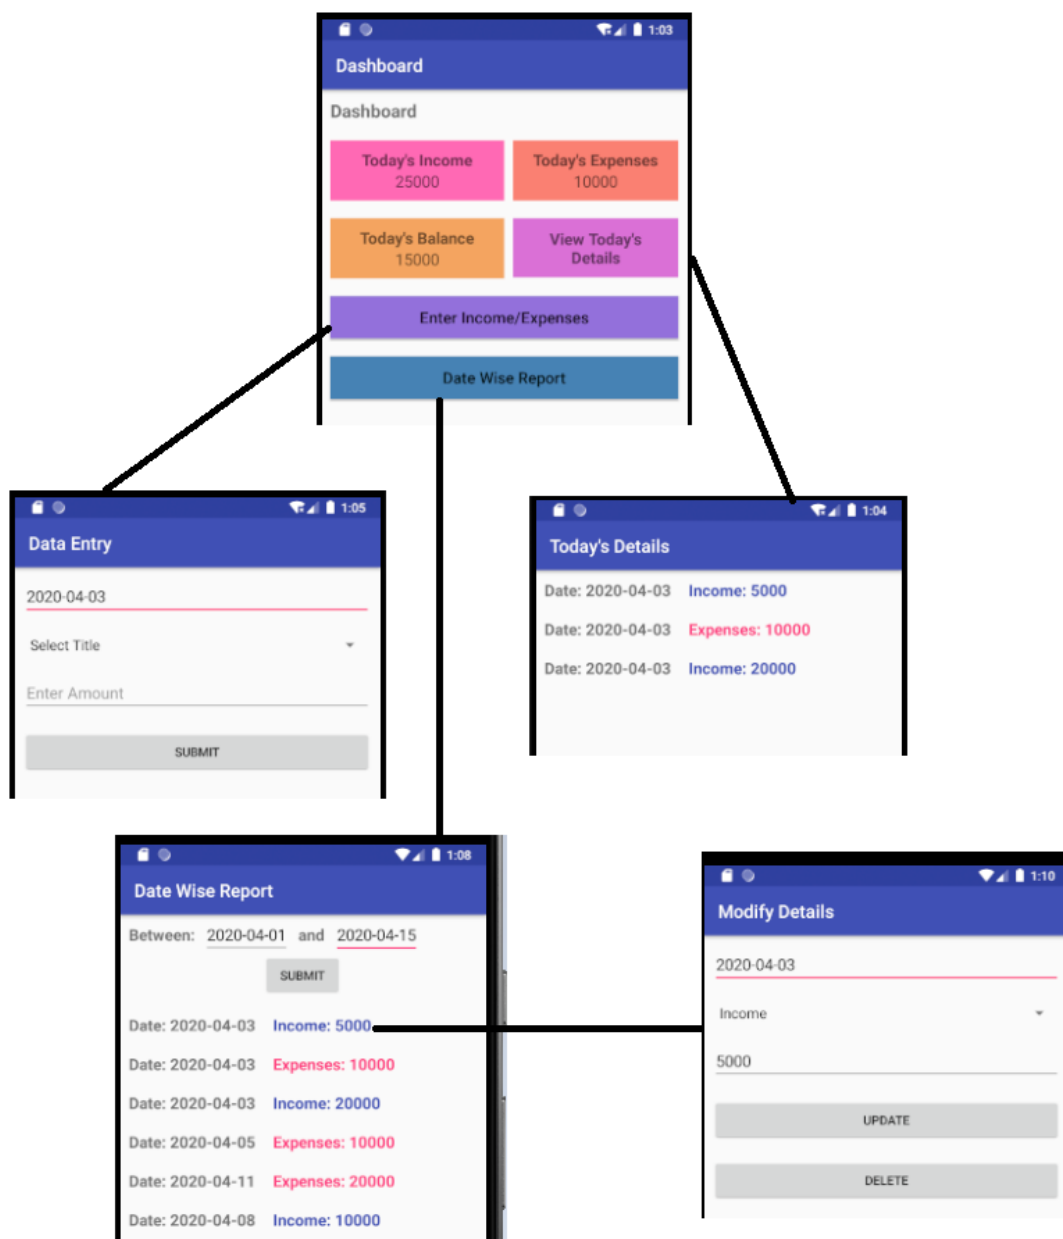 1:03
Dashboard
Dashboard
Today's Income
25000
Today's Expenses
10000
Today's Balance
15000
View Today's
Details
Enter Income/Expenses
Date Wise Report
1:05
Data Entry
2020-04-03
Select Title
Enter Amount
SUBMIT
1:04
Today's Details
Date: 2020-04-03 Income: 5000
Date: 2020-04-03 Expenses: 10000
Date: 2020-04-03 Income: 20000
1:08
Date Wise Report
Between: 2020-04-01 and 2020-04-15
SUBMIT
Date: 2020-04-03 Income: 5000
Date: 2020-04-03 Expenses: 10000
Date: 2020-04-03 Income: 20000
Date: 2020-04-05 Expenses: 10000
Date: 2020-04-11 Expenses: 20000
Date: 2020-04-08 Income: 10000
1:10
Modify Details
2020-04-03
Income
5000
UPDATE
DELETE